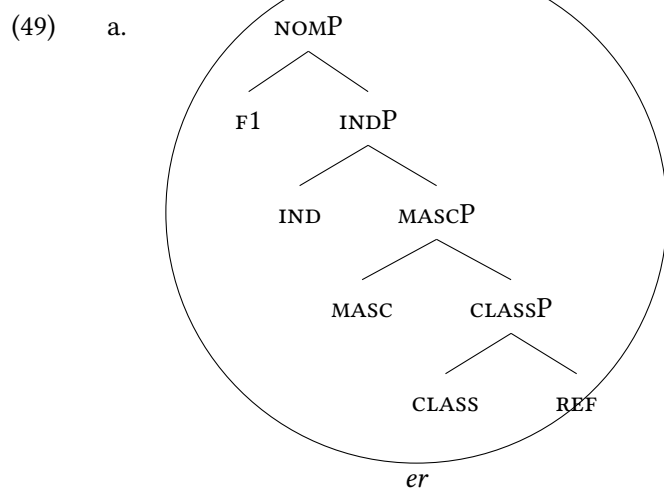 (49) a. NOMP
F1 INDP
IND MASCP
MASC CLASSP
CLASS REF
er